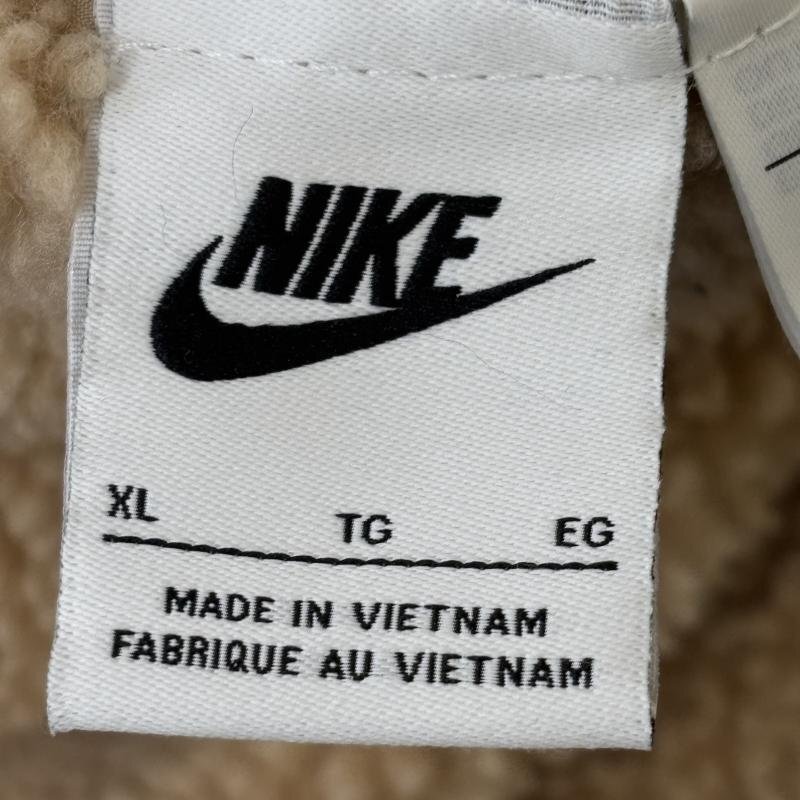 NIKE
XL TG EG
MADE IN VIETNAM
FABRIQUE AU VIETNAM